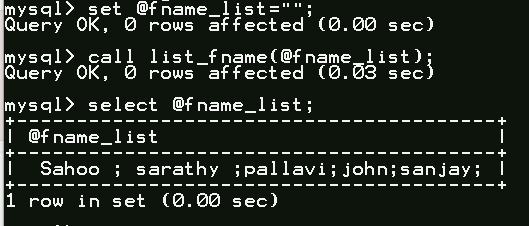 mysql> set @fname_list="";
Query OK, 0 rows affected (0.00 sec)
mysql> call list_fname(@fname_list);
Query OK, 0 rows affected (0.03 sec)
mysql> select @fname_list;
+------------------------------------------+
| @fname_list                              |
+------------------------------------------+
|  Sahoo ; sarathy ;pallavi;john;sanjay; |
+------------------------------------------+
1 row in set (0.00 sec)